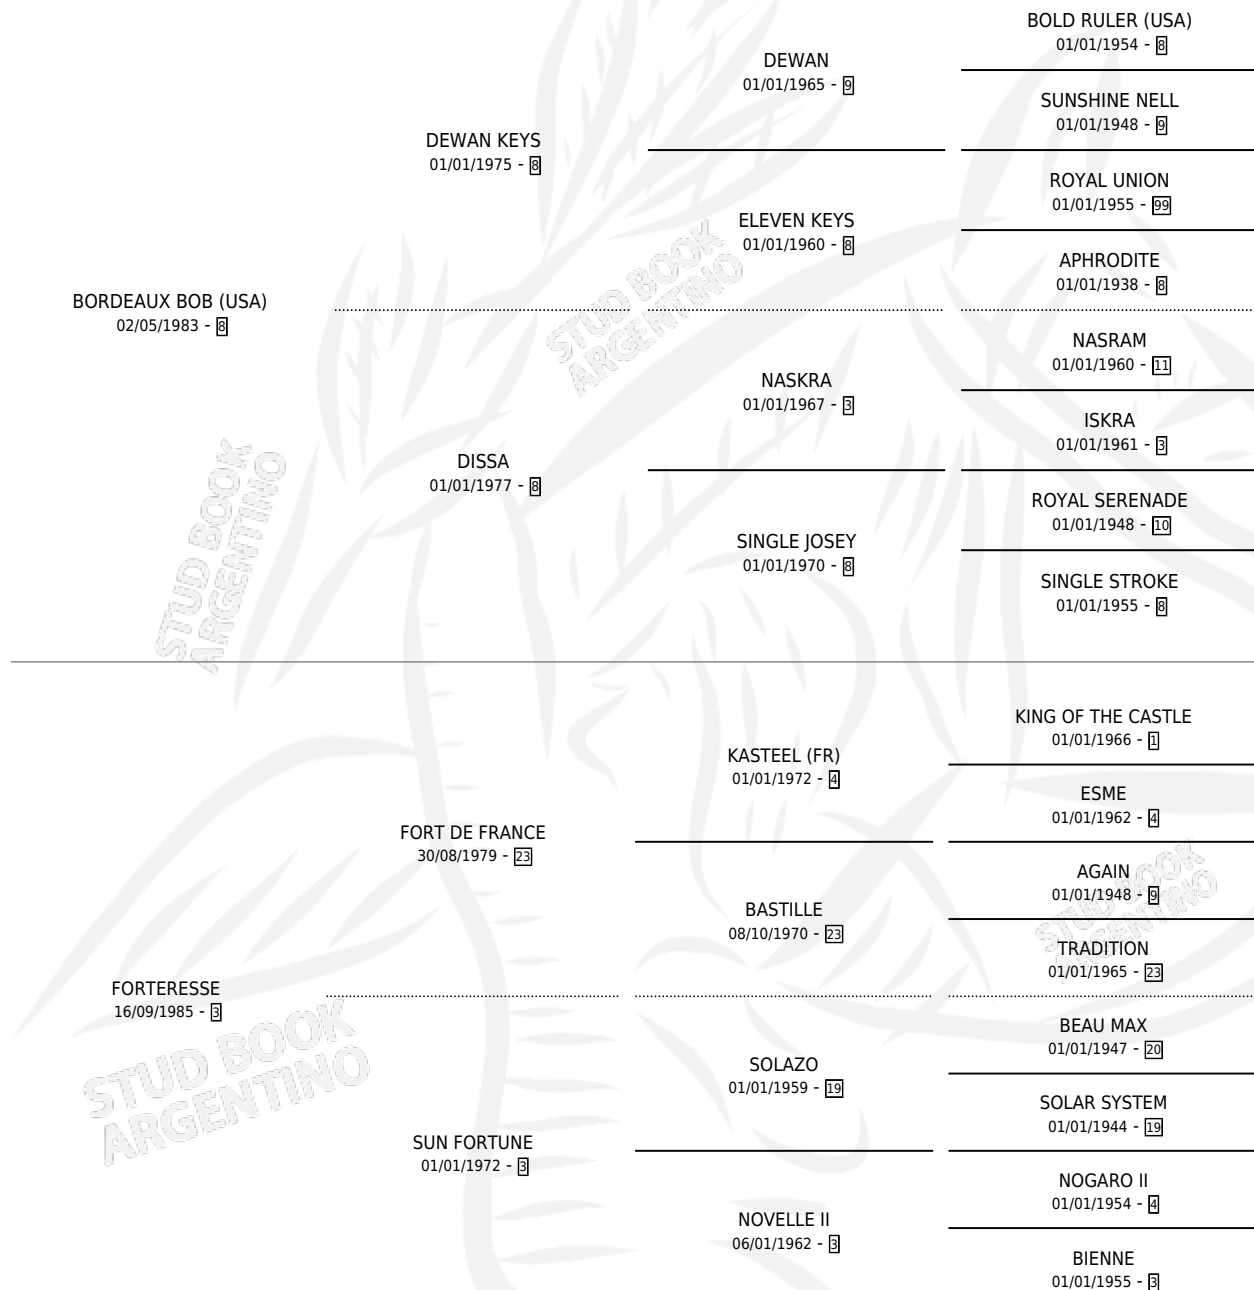 BOLD RULER (USA)
01/01/1954 - 8
DEWAN
01/01/1965 - 9
SUNSHINE NELL
01/01/1948 - 9
DEWAN KEYS
01/01/1975 - 8
ROYAL UNION
01/01/1955 - 99
ELEVEN KEYS
01/01/1960 - 8
APHRODITE
01/01/1938 - 8
BORDEAUX BOB (USA)
02/05/1983 - 8
NASRAM
01/01/1960 - 11
NASKRA
01/01/1967 - 3
ISKRA
01/01/1961 - 3
DISSA
01/01/1977 - 8
ROYAL SERENADE
01/01/1948 - 10
SINGLE JOSEY
01/01/1970 - 8
SINGLE STROKE
01/01/1955 - 8
KING OF THE CASTLE
01/01/1966 - 1
KASTEEL (FR)
01/01/1972 - 4
ESME
01/01/1962 - 4
FORT DE FRANCE
30/08/1979 - 23
AGAIN
01/01/1948 - 9
BASTILLE
08/10/1970 - 23
TRADITION
01/01/1965 - 23
FORTERESSE
16/09/1985 - 3
BEAU MAX
01/01/1947 - 20
SOLAZO
01/01/1959 - 19
SOLAR SYSTEM
01/01/1944 - 19
SUN FORTUNE
01/01/1972 - 3
NOGARO II
01/01/1954 - 4
NOVELLE II
06/01/1962 - 3
BIENNE
01/01/1955 - 3
STUD BOOK
ARGENTINO
STUD BOOK
ARGENTINO
STUD BOOK
ARGENTINO
STUD BOOK
ARGENTINO